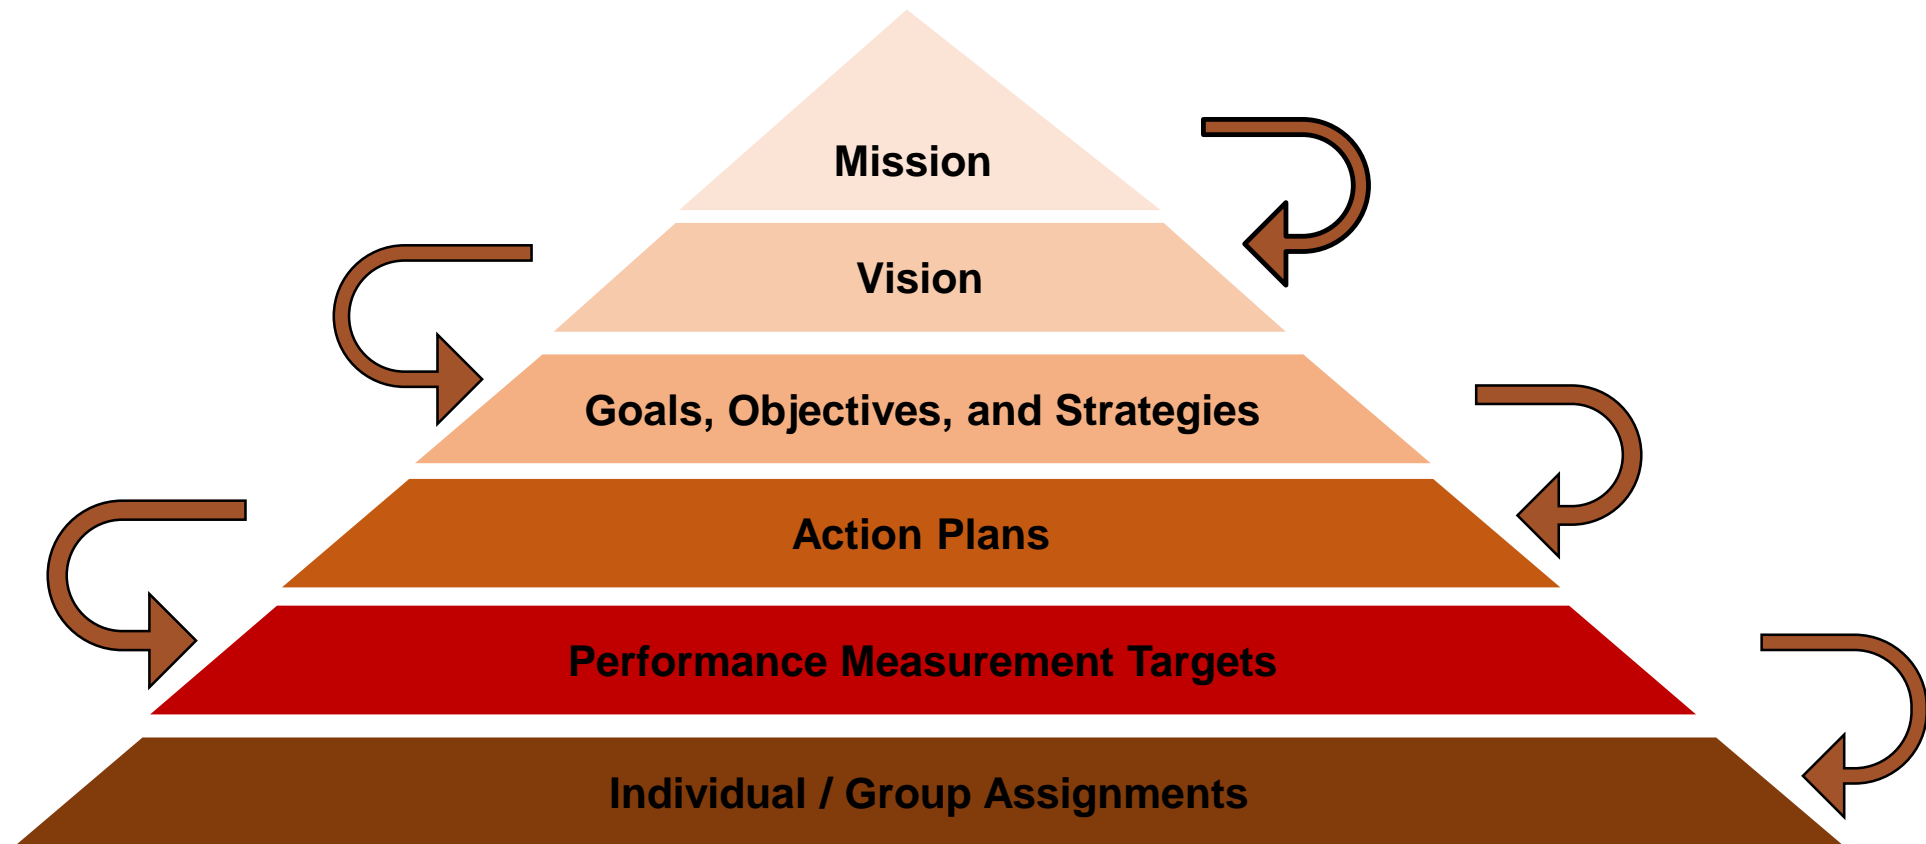 Mission
Vision
Goals, Objectives, and Strategies
Action Plans
Performance Measurement Targets
Individual / Group Assignments